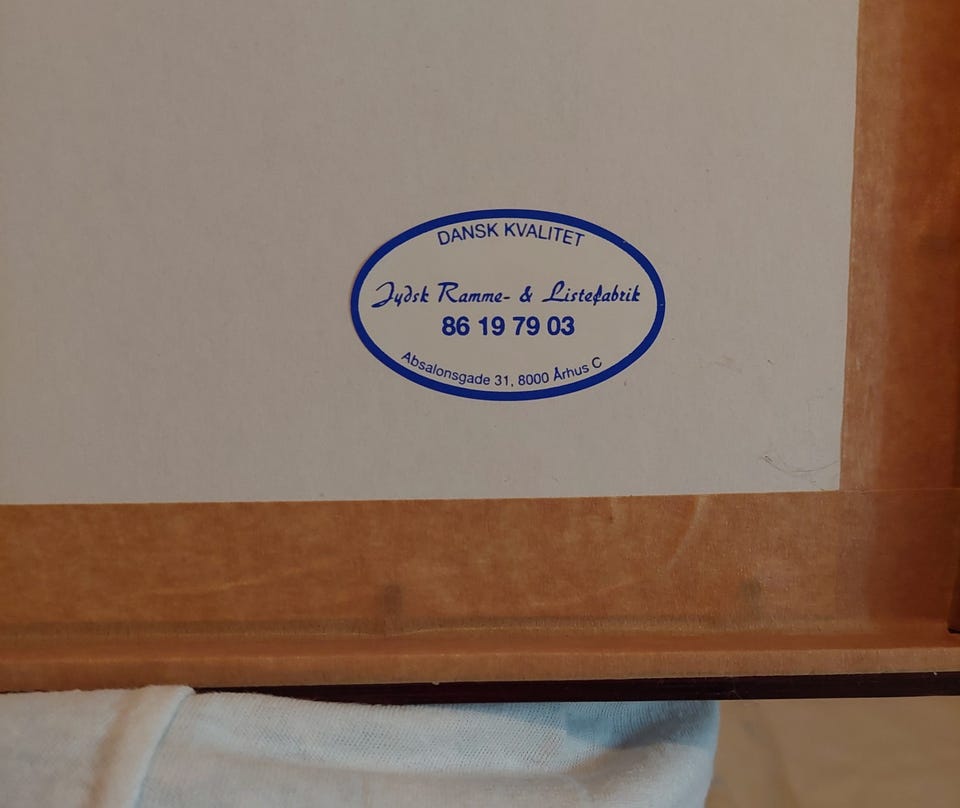 DANSK KVALITET
Jydsk Ramme- & Listefabrik
86 19 79 03
Absalonsgade 31, 8000 Århus C